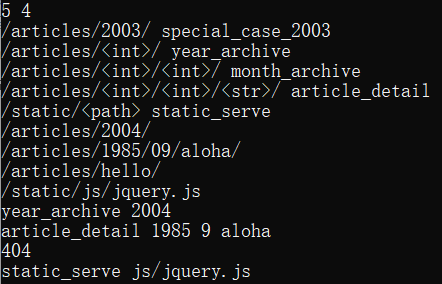 5 4
/articles/2003/ special_case_2003
/articles/<int>/ year_archive
/articles/<int>/<int>/ month_archive
/articles/<int>/<int>/<str>/ article_detail
/static/<path> static_serve
/articles/2004/
/articles/1985/09/aloha/
/articles/hello/
/static/js/jquery.js
year_archive 2004
article_detail 1985 9 aloha
404
static_serve js/jquery.js